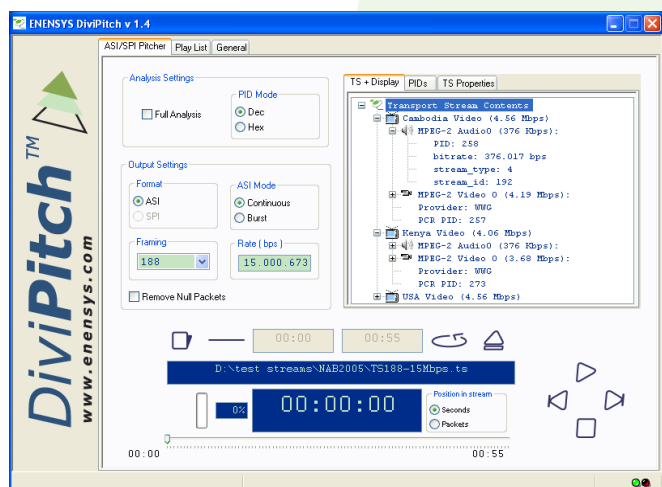 ENENSYS DiviPitch v 1.4
ASI/SPI Pitcher
Play List
General
DiviPitch™
www.enensys.com
Analysis Settings
Full Analysis
PID Mode
Dec
Hex
Output Settings
Format
ASI
SPI
ASI Mode
Continuous
Burst
Framing
188
Rate ( bps )
15.000.673
Remove Null Packets
TS + Display
PIDs
TS Properties
Transport Stream Contents
Cambodia Video (4.56 Mbps)
MPEG-2 Audio0 (376 Kbps):
PID: 258
bitrate: 376.017 bps
stream_type: 4
stream_id: 192
MPEG-2 Video 0 (4.19 Mbps):
Provider: WWG
PCR PID: 257
Kenya Video (4.06 Mbps)
MPEG-2 Audio0 (376 Kbps):
MPEG-2 Video 0 (3.68 Mbps):
Provider: WWG
PCR PID: 273
USA Video (4.56 Mbps)
00:00
00:55
D:\test streams\NAB2005\TS188-15Mbps.ts
0%
00:00:00
Position in stream
Seconds
Packets
00:00
00:55